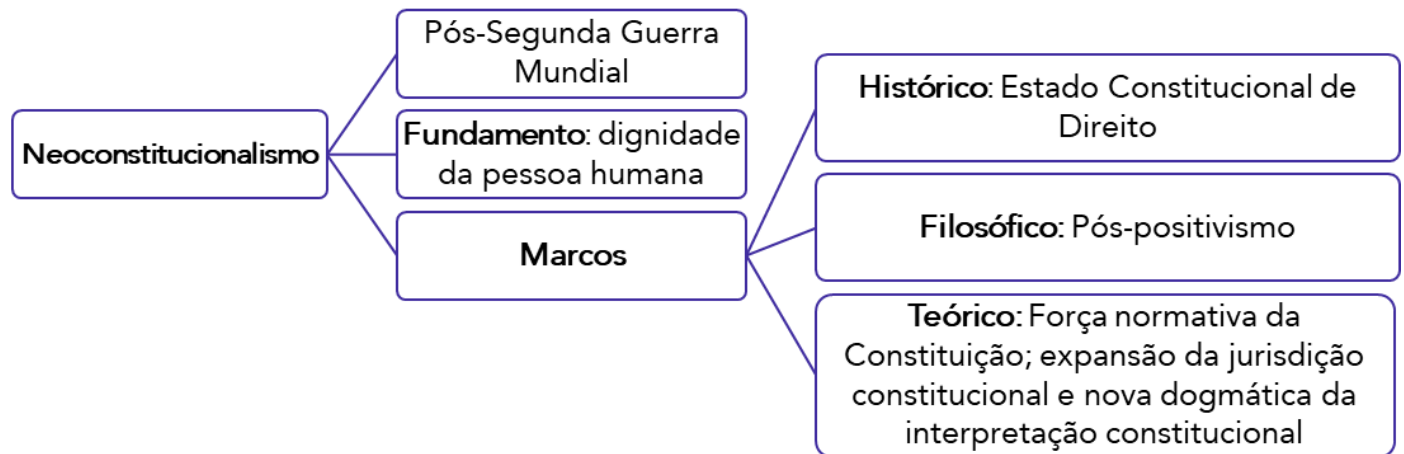 Neoconstitucionalismo
Pós-Segunda Guerra
Mundial
Fundamento: dignidade
da pessoa humana
Marcos
Histórico: Estado Constitucional de
Direito
Filosófico: Pós-positivismo
Teórico: Força normativa da
Constituição; expansão da jurisdição
constitucional e nova dogmática da
interpretação constitucional